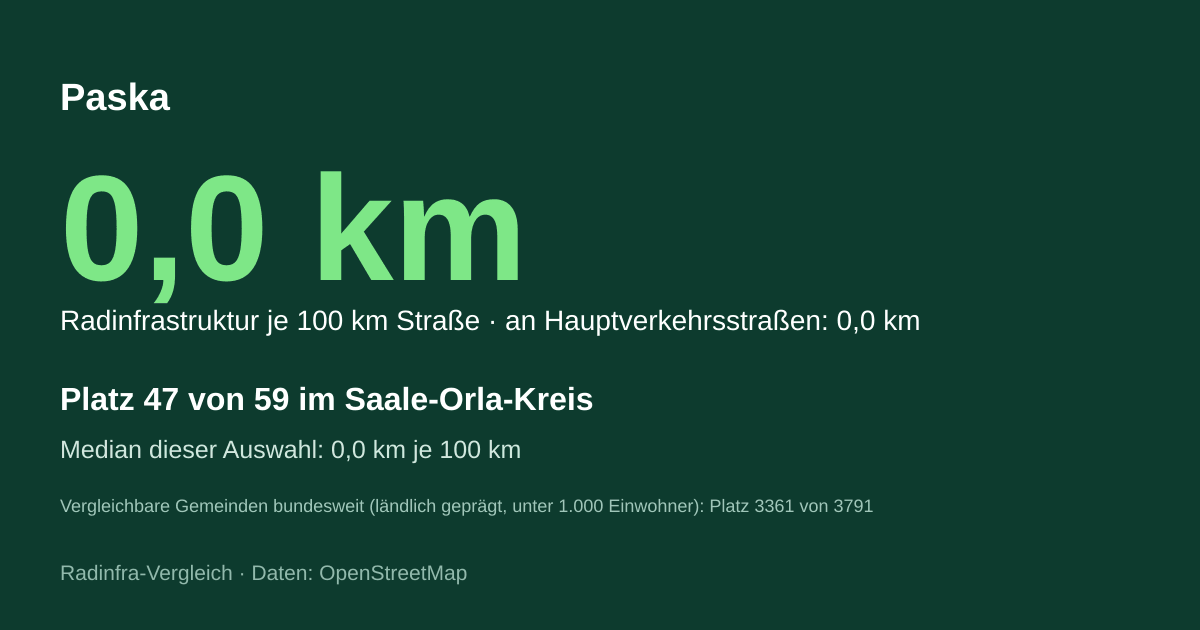 Paska
0,0 km
Radinfrastruktur je 100 km Straße · an Hauptverkehrsstraßen: 0,0 km
Platz 47 von 59 im Saale-Orla-Kreis
Median dieser Auswahl: 0,0 km je 100 km
Vergleichbare Gemeinden bundesweit (ländlich geprägt, unter 1.000 Einwohner): Platz 3361 von 3791
Radinfra-Vergleich · Daten: OpenStreetMap